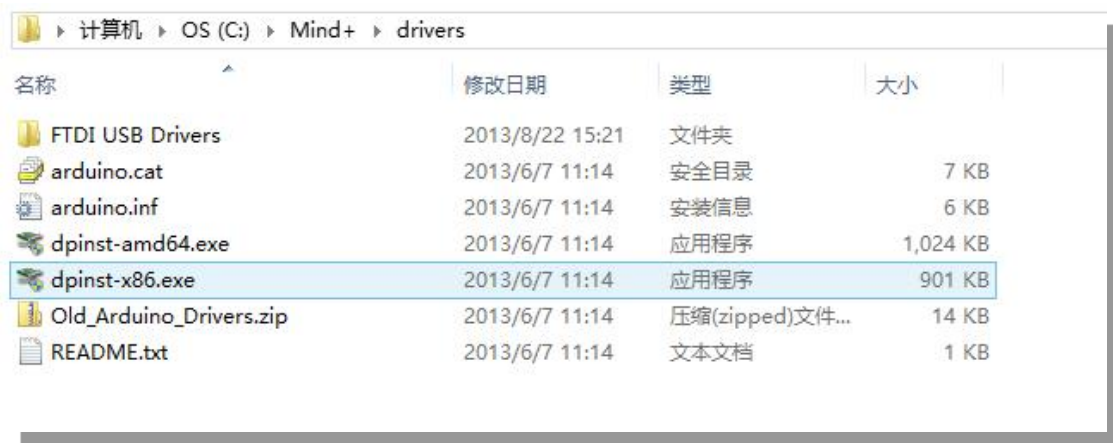 计算机 OS (C:) Mind+ drivers
名称 修改日期 类型 大小
FTDI USB Drivers 2013/8/22 15:21 文件夹
arduino.cat 2013/6/7 11:14 安全目录 7 KB
arduino.inf 2013/6/7 11:14 安装信息 6 KB
dpinst-amd64.exe 2013/6/7 11:14 应用程序 1,024 KB
dpinst-x86.exe 2013/6/7 11:14 应用程序 901 KB
Old_Arduino_Drivers.zip 2013/6/7 11:14 压缩(zipped)文件... 14 KB
README.txt 2013/6/7 11:14 文本文档 1 KB